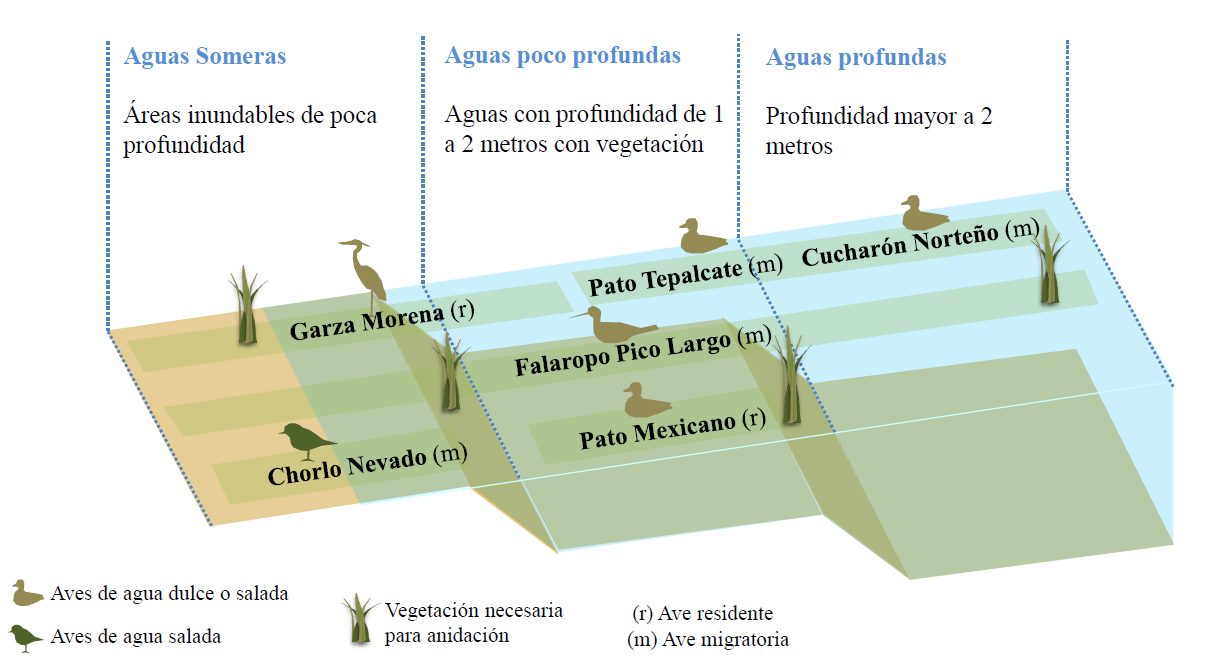 Aguas Someras
Áreas inundables de poca
profundidad
Aguas poco profundas
Aguas con profundidad de 1
a 2 metros con vegetación
Aguas profundas
Profundidad mayor a 2
metros
Garza Morena (r)
Pato Tepalcate (m)
Cucharón Norteño (m)
Falaropo Pico Largo (m)
Chorlo Nevado (m)
Pato Mexicano (r)
Aves de agua dulce o salada
Aves de agua salada
Vegetación necesaria
para anidación
(r) Ave residente
(m) Ave migratoria